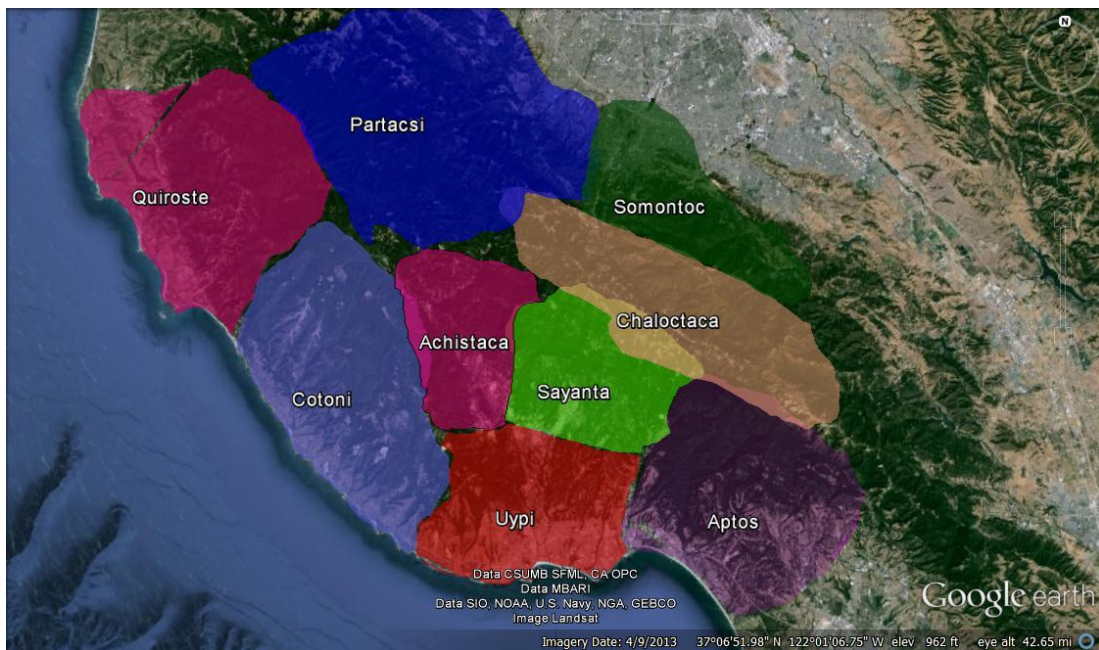 N
Partacsi
Quiroste
Somontoc
Chaloctaca
Achistaca
Sayanta
Cotoni
Uypi
Aptos
Data CSUMB SFML, CA OPC
Data MBARI
Data SIO, NOAA, U.S. Navy, NGA, GEBCO
Image Landsat
Google earth
Imagery Date: 4/9/2013 37°06'51.98" N 122°01'06.75" W elev 962 ft eye alt 42.65 mi